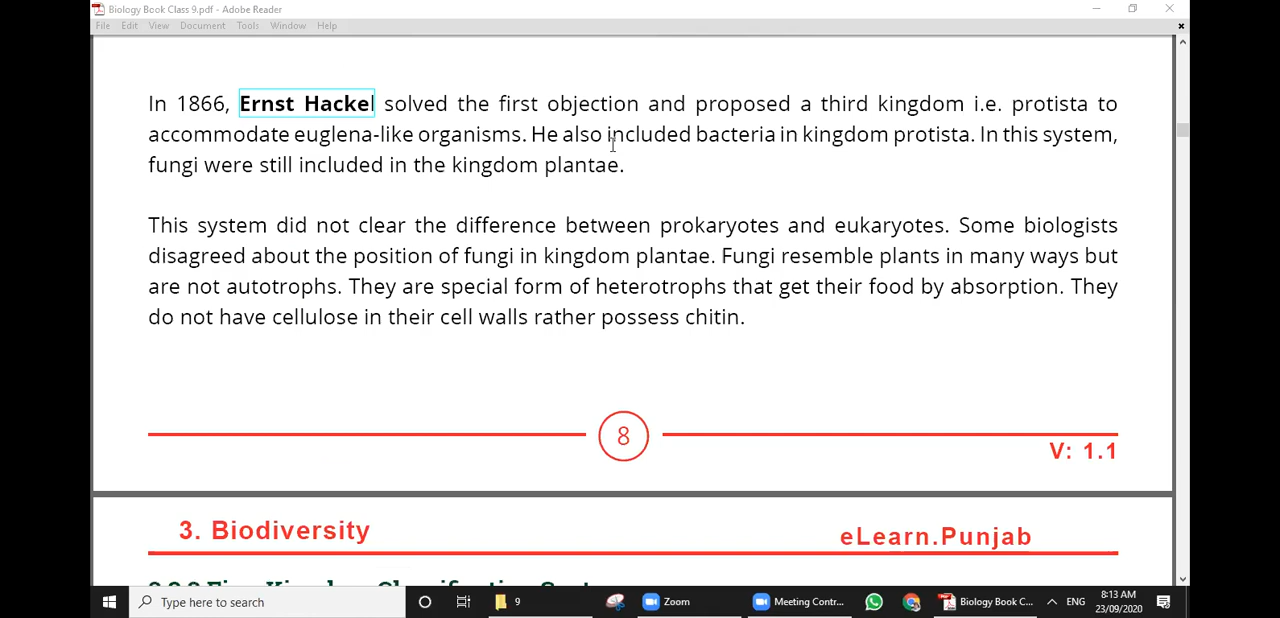 Biology Book Class 9.pdf - Adobe Reader
File Edit View Document Tools Window Help
In 1866, Ernst Hackel solved the first objection and proposed a third kingdom i.e. protista to
accommodate euglena-like organisms. He also included bacteria in kingdom protista. In this system,
fungi were still included in the kingdom plantae.
This system did not clear the difference between prokaryotes and eukaryotes. Some biologists
disagreed about the position of fungi in kingdom plantae. Fungi resemble plants in many ways but
are not autotrophs. They are special form of heterotrophs that get their food by absorption. They
do not have cellulose in their cell walls rather possess chitin.
8
V: 1.1
3. Biodiversity
eLearn.Punjab
Type here to search
9
Zoom
Meeting Contr...
Biology Book C...
ENG
8:13 AM
23/09/2020